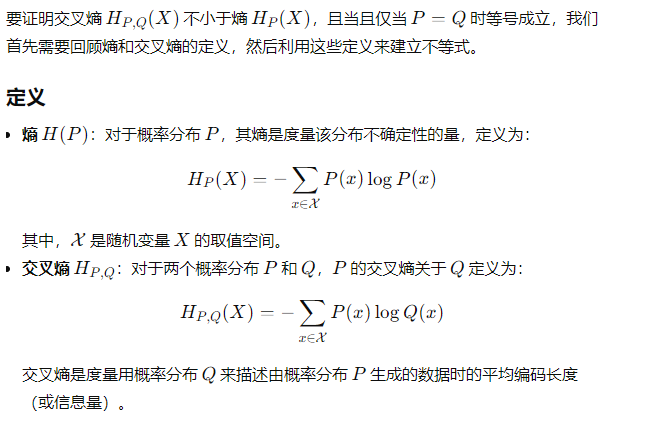 要证明交叉熵 $H_{P,Q}(X)$ 不小于熵 $H_P(X)$，且当且仅当 $P = Q$ 时等号成立，我们
首先需要回顾熵和交叉熵的定义，然后利用这些定义来建立不等式。
定义
• 熵 $H(P)$：对于概率分布 $P$，其熵是度量该分布不确定性的量，定义为：
$$H_P(X) = -\sum_{x \in \mathcal{X}} P(x) \log P(x)$$
其中，$\mathcal{X}$ 是随机变量 $X$ 的取值空间。
• 交叉熵 $H_{P,Q}$：对于两个概率分布 $P$ 和 $Q$，$P$ 的交叉熵关于 $Q$ 定义为：
$$H_{P,Q}(X) = -\sum_{x \in \mathcal{X}} P(x) \log Q(x)$$
交叉熵是度量用概率分布 $Q$ 来描述由概率分布 $P$ 生成的数据时的平均编码长度
（或信息量）。